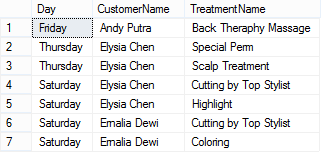 Day CustomerName TreatmentName
1 Friday Andy Putra Back Theraphy Massage
2 Thursday Elysia Chen Special Perm
3 Thursday Elysia Chen Scalp Treatment
4 Saturday Elysia Chen Cutting by Top Stylist
5 Saturday Elysia Chen Highlight
6 Saturday Emalia Dewi Cutting by Top Stylist
7 Saturday Emalia Dewi Coloring